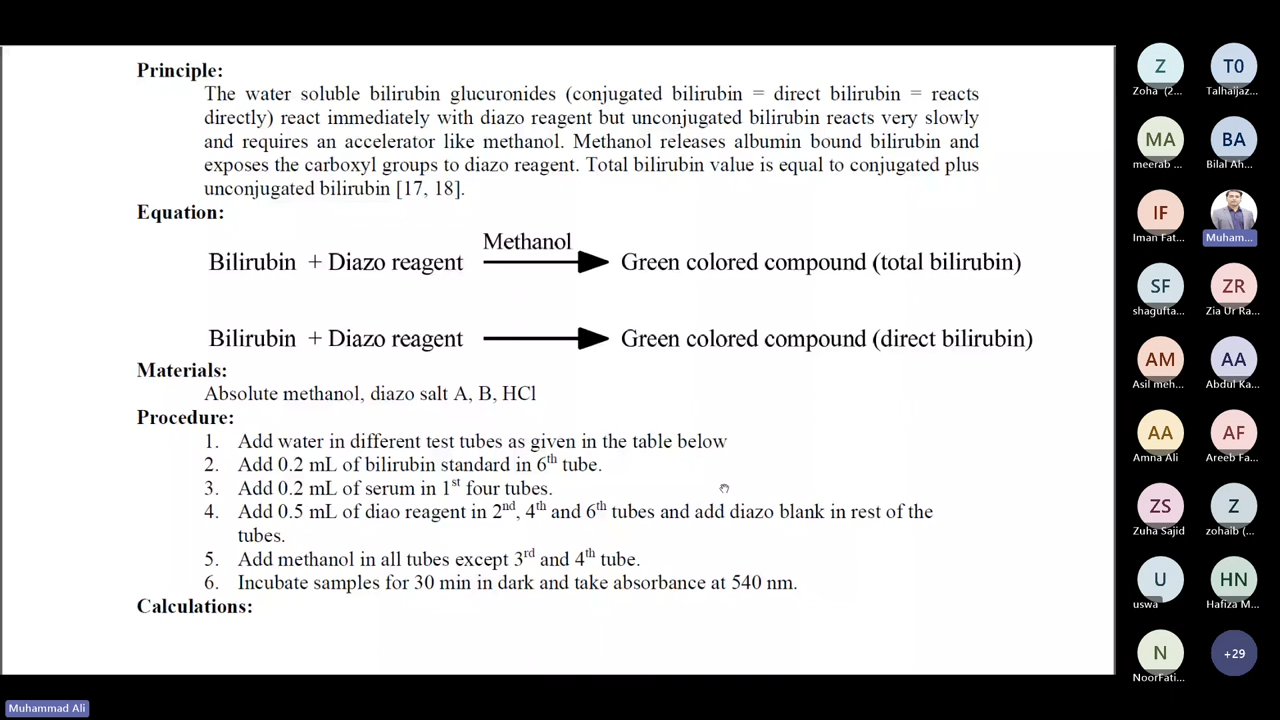 Principle:
The water soluble bilirubin glucuronides (conjugated bilirubin = direct bilirubin = reacts
directly) react immediately with diazo reagent but unconjugated bilirubin reacts very slowly
and requires an accelerator like methanol. Methanol releases albumin bound bilirubin and
exposes the carboxyl groups to diazo reagent. Total bilirubin value is equal to conjugated plus
unconjugated bilirubin [17, 18].
Equation:
Methanol
Bilirubin + Diazo reagent Green colored compound (total bilirubin)
Bilirubin + Diazo reagent Green colored compound (direct bilirubin)
Materials:
Absolute methanol, diazo salt A, B, HCl
Procedure:
1. Add water in different test tubes as given in the table below
2. Add 0.2 mL of bilirubin standard in 6th tube.
3. Add 0.2 mL of serum in 1st four tubes.
4. Add 0.5 mL of diao reagent in 2nd, 4th and 6th tubes and add diazo blank in rest of the
tubes.
5. Add methanol in all tubes except 3rd and 4th tube.
6. Incubate samples for 30 min in dark and take absorbance at 540 nm.
Calculations:
Z T0
Zoha (2... Talhaijaz...
MA BA
meerab ... Bilal Ah...
IF
Iman Fat... Muham...
SF ZR
shagufta... Zia Ur Ra...
AM AA
Asil meh... Abdul Ka...
AA AF
Amna Ali Areeb Fa...
ZS Z
Zuha Sajid zohaib (...
U HN
uswa Hafiza M...
N +29
NoorFati...
Muhammad Ali